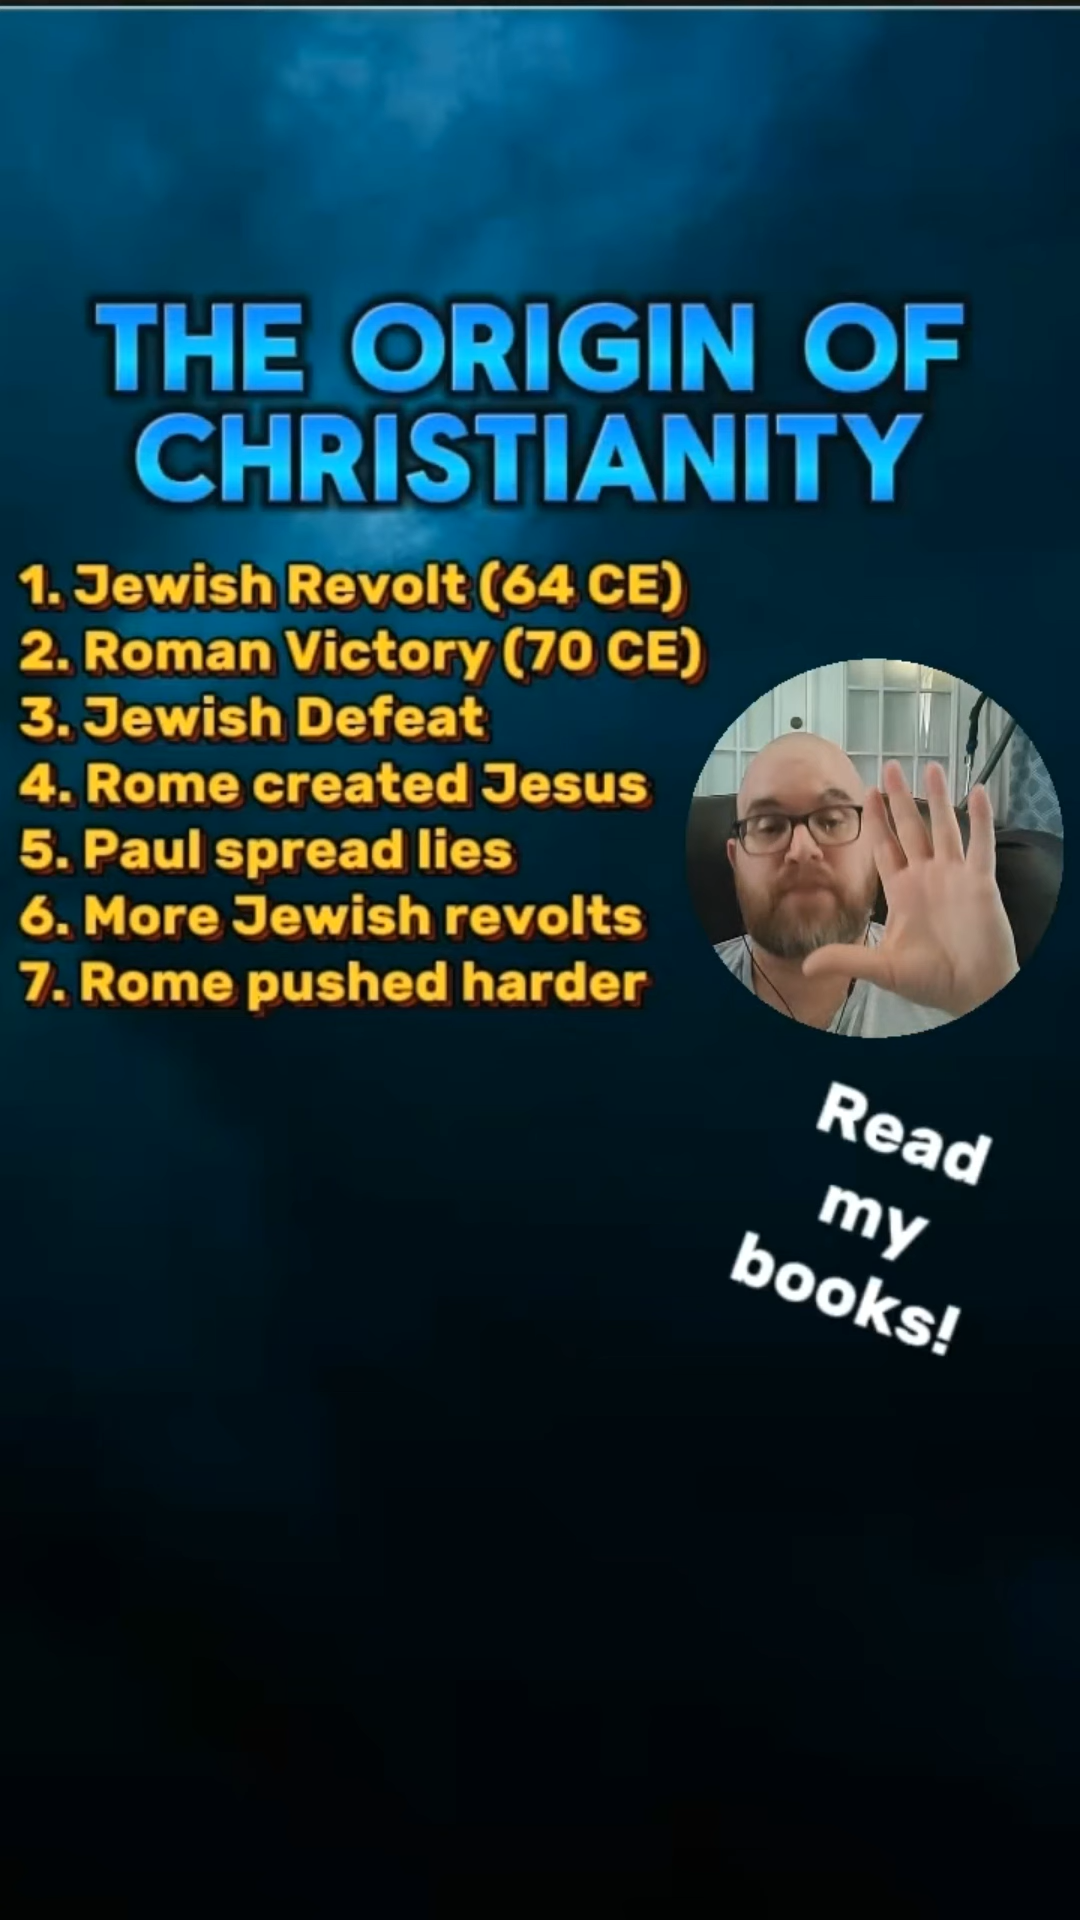 THE ORIGIN OF
CHRISTIANITY
1. Jewish Revolt (64 CE)
2. Roman Victory (70 CE)
3. Jewish Defeat
4. Rome created Jesus
5. Paul spread lies
6. More Jewish revolts
7. Rome pushed harder
Read
my
books!